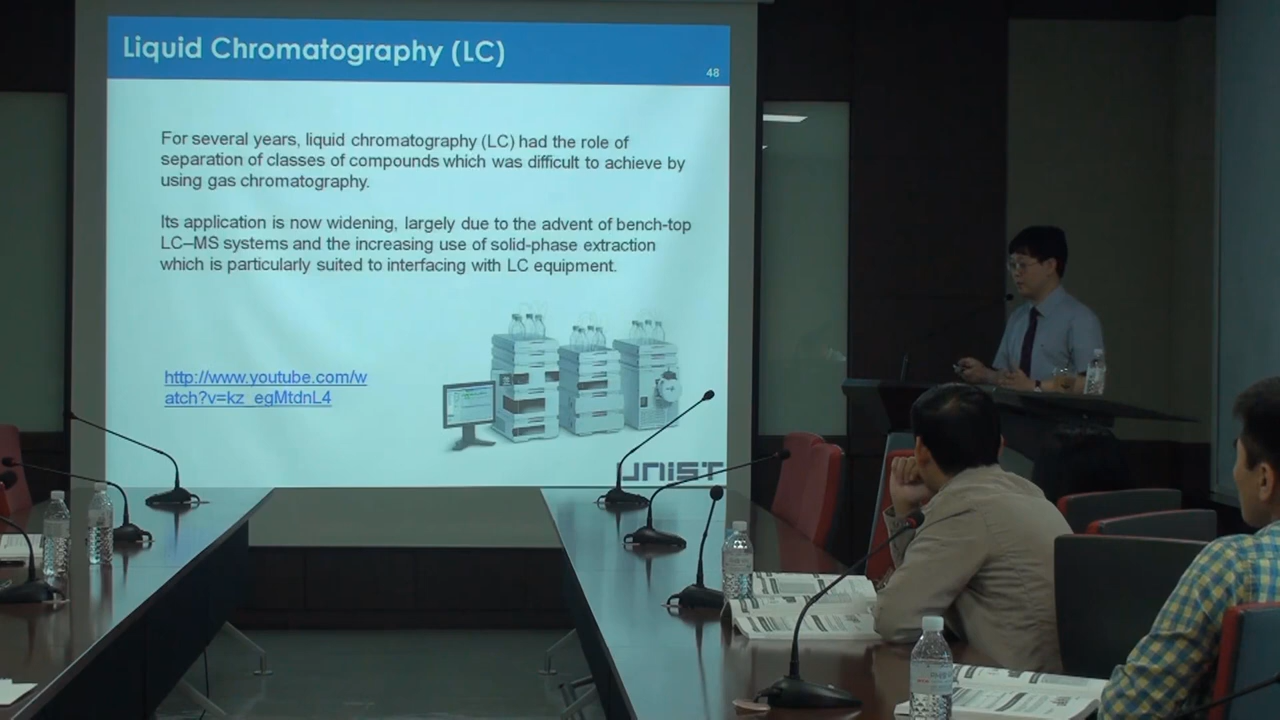 Liquid Chromatography (LC)
48
For several years, liquid chromatography (LC) had the role of
separation of classes of compounds which was difficult to achieve by
using gas chromatography.
Its application is now widening, largely due to the advent of bench-top
LC–MS systems and the increasing use of solid-phase extraction
which is particularly suited to interfacing with LC equipment.
http://www.youtube.com/w
atch?v=kz_egMtdnL4
UNIST